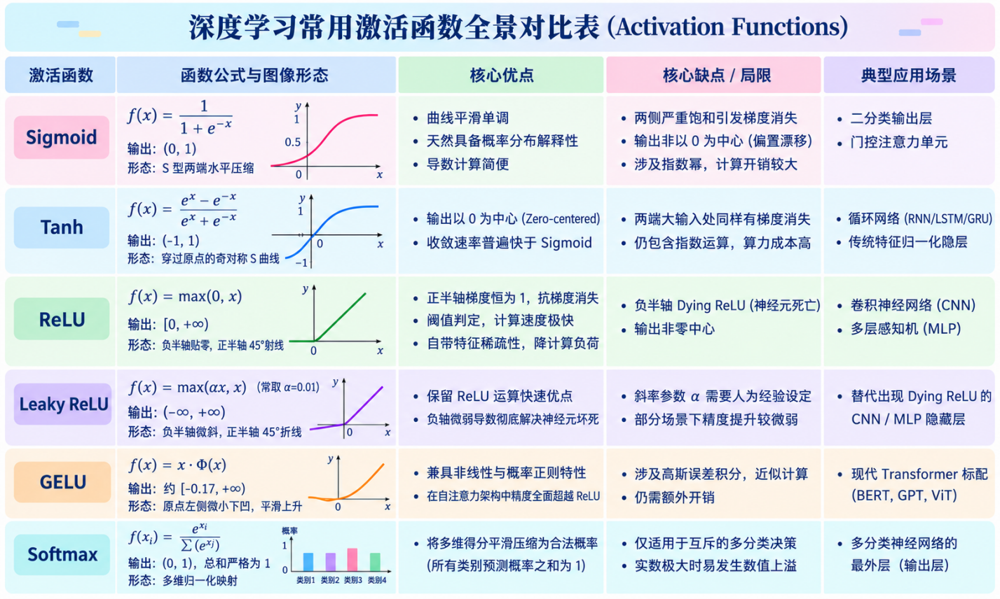 深度学习常用激活函数全景对比表 (Activation Functions)
激活函数
函数公式与图像形态
核心优点
核心缺点 / 局限
典型应用场景
Sigmoid
f(x) = 1 / (1 + e^{-x})
输出: (0, 1)
形态: S 型两端水平压缩
y
1
0.5
0
x
• 曲线平滑单调
• 天然具备概率分布解释性
• 导数计算简便
• 两侧严重饱和引发梯度消失
• 输出非以 0 为中心 (偏置漂移)
• 涉及指数幂，计算开销较大
• 二分类输出层
• 门控注意力单元
Tanh
f(x) = (e^x − e^{−x}) / (e^x + e^{−x})
输出: (-1, 1)
形态: 穿过原点的奇对称 S 曲线
y
1
0
x
−1
• 输出以 0 为中心 (Zero-centered)
• 收敛速率普遍快于 Sigmoid
• 两端大输入处同样有梯度消失
• 仍包含指数运算，算力成本高
• 循环网络 (RNN/LSTM/GRU)
• 传统特征归一化隐层
ReLU
f(x) = max(0, x)
输出: [0, +∞)
形态: 负半轴贴零，正半轴 45°射线
y
0
x
• 正半轴梯度恒为 1，抗梯度消失
• 阈值判定，计算速度极快
• 自带特征稀疏性，降计算负荷
• 负半轴 Dying ReLU (神经元死亡)
• 输出非零中心
• 卷积神经网络 (CNN)
• 多层感知机 (MLP)
Leaky ReLU
f(x) = max(αx, x) (常取 α=0.01)
输出: (−∞, +∞)
形态: 负半轴微斜，正半轴 45°折线
y
0
x
• 保留 ReLU 运算快速优点
• 负轴微弱导数彻底解决神经元坏死
• 斜率参数 α 需要人为经验设定
• 部分场景下精度提升较微弱
• 替代出现 Dying ReLU 的
CNN / MLP 隐藏层
GELU
f(x) = x · Φ(x)
输出: 约 [-0.17, +∞)
形态: 原点左侧微小下凹，平滑上升
y
0
x
• 兼具非线性与概率正则特性
• 在自注意力架构中精度全面超越 ReLU
• 涉及高斯误差积分，近似计算
• 仍需额外开销
• 现代 Transformer 标配
(BERT, GPT, ViT)
Softmax
f(x_i) = e^{x_i} / ∑ (e^{x_j})
输出: (0, 1)，总和严格为 1
形态: 多维归一化映射
概率
1
0
类别1 类别2 类别3 类别4
• 将多维得分平滑压缩为合法概率
(所有类别预测概率之和为 1)
• 仅适用于互斥的多分类决策
• 实数极大时易发生数值上溢
• 多分类神经网络的
最外层（输出层）